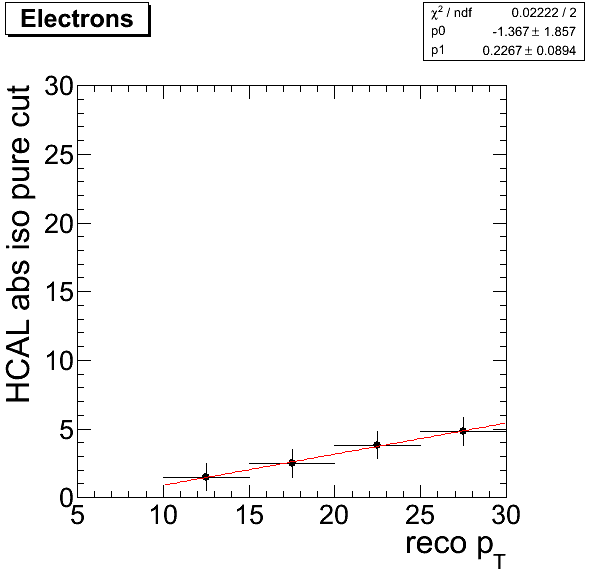 Electrons
χ² / ndf 0.02222 / 2
p0 -1.367 ± 1.857
p1 0.2267 ± 0.0894
HCAL abs iso pure cut
30
25
20
15
10
5
0
5 10 15 20 25 30
reco p_T